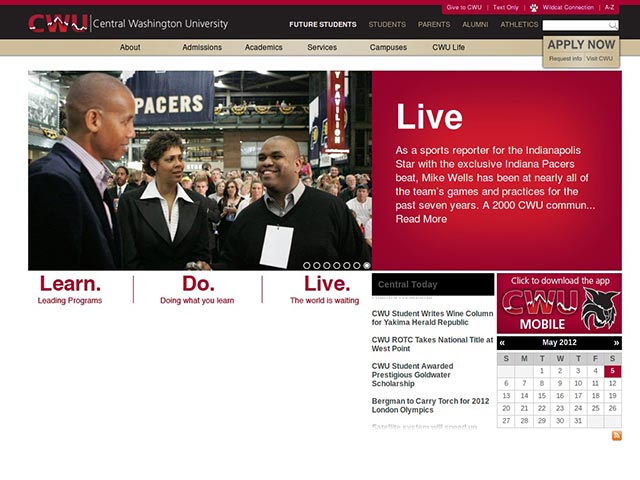 Give to CWU | Text Only | Wildcat Connection | A-Z
CWU Central Washington University
FUTURE STUDENTS STUDENTS PARENTS ALUMNI ATHLETICS
About Admissions Academics Services Campuses CWU Life
APPLY NOW
Request info Visit CWU
PACERS
PAVILION
Live
As a sports reporter for the Indianapolis
Star with the exclusive Indiana Pacers
beat, Mike Wells has been at nearly all of
the team's games and practices for the
past seven years. A 2000 CWU commun...
Read More
Learn.
Leading Programs
Do.
Doing what you learn
Live.
The world is waiting
Central Today
CWU Student Writes Wine Column
for Yakima Herald Republic
CWU ROTC Takes National Title at
West Point
CWU Student Awarded
Prestigious Goldwater
Scholarship
Bergman to Carry Torch for 2012
London Olympics
Satellite system will speed up
Click to download the app
CWU
MOBILE
« May 2012 »
S M T W T F S
1 2 3 4 5
6 7 8 9 10 11 12
13 14 15 16 17 18 19
20 21 22 23 24 25 26
27 28 29 30 31